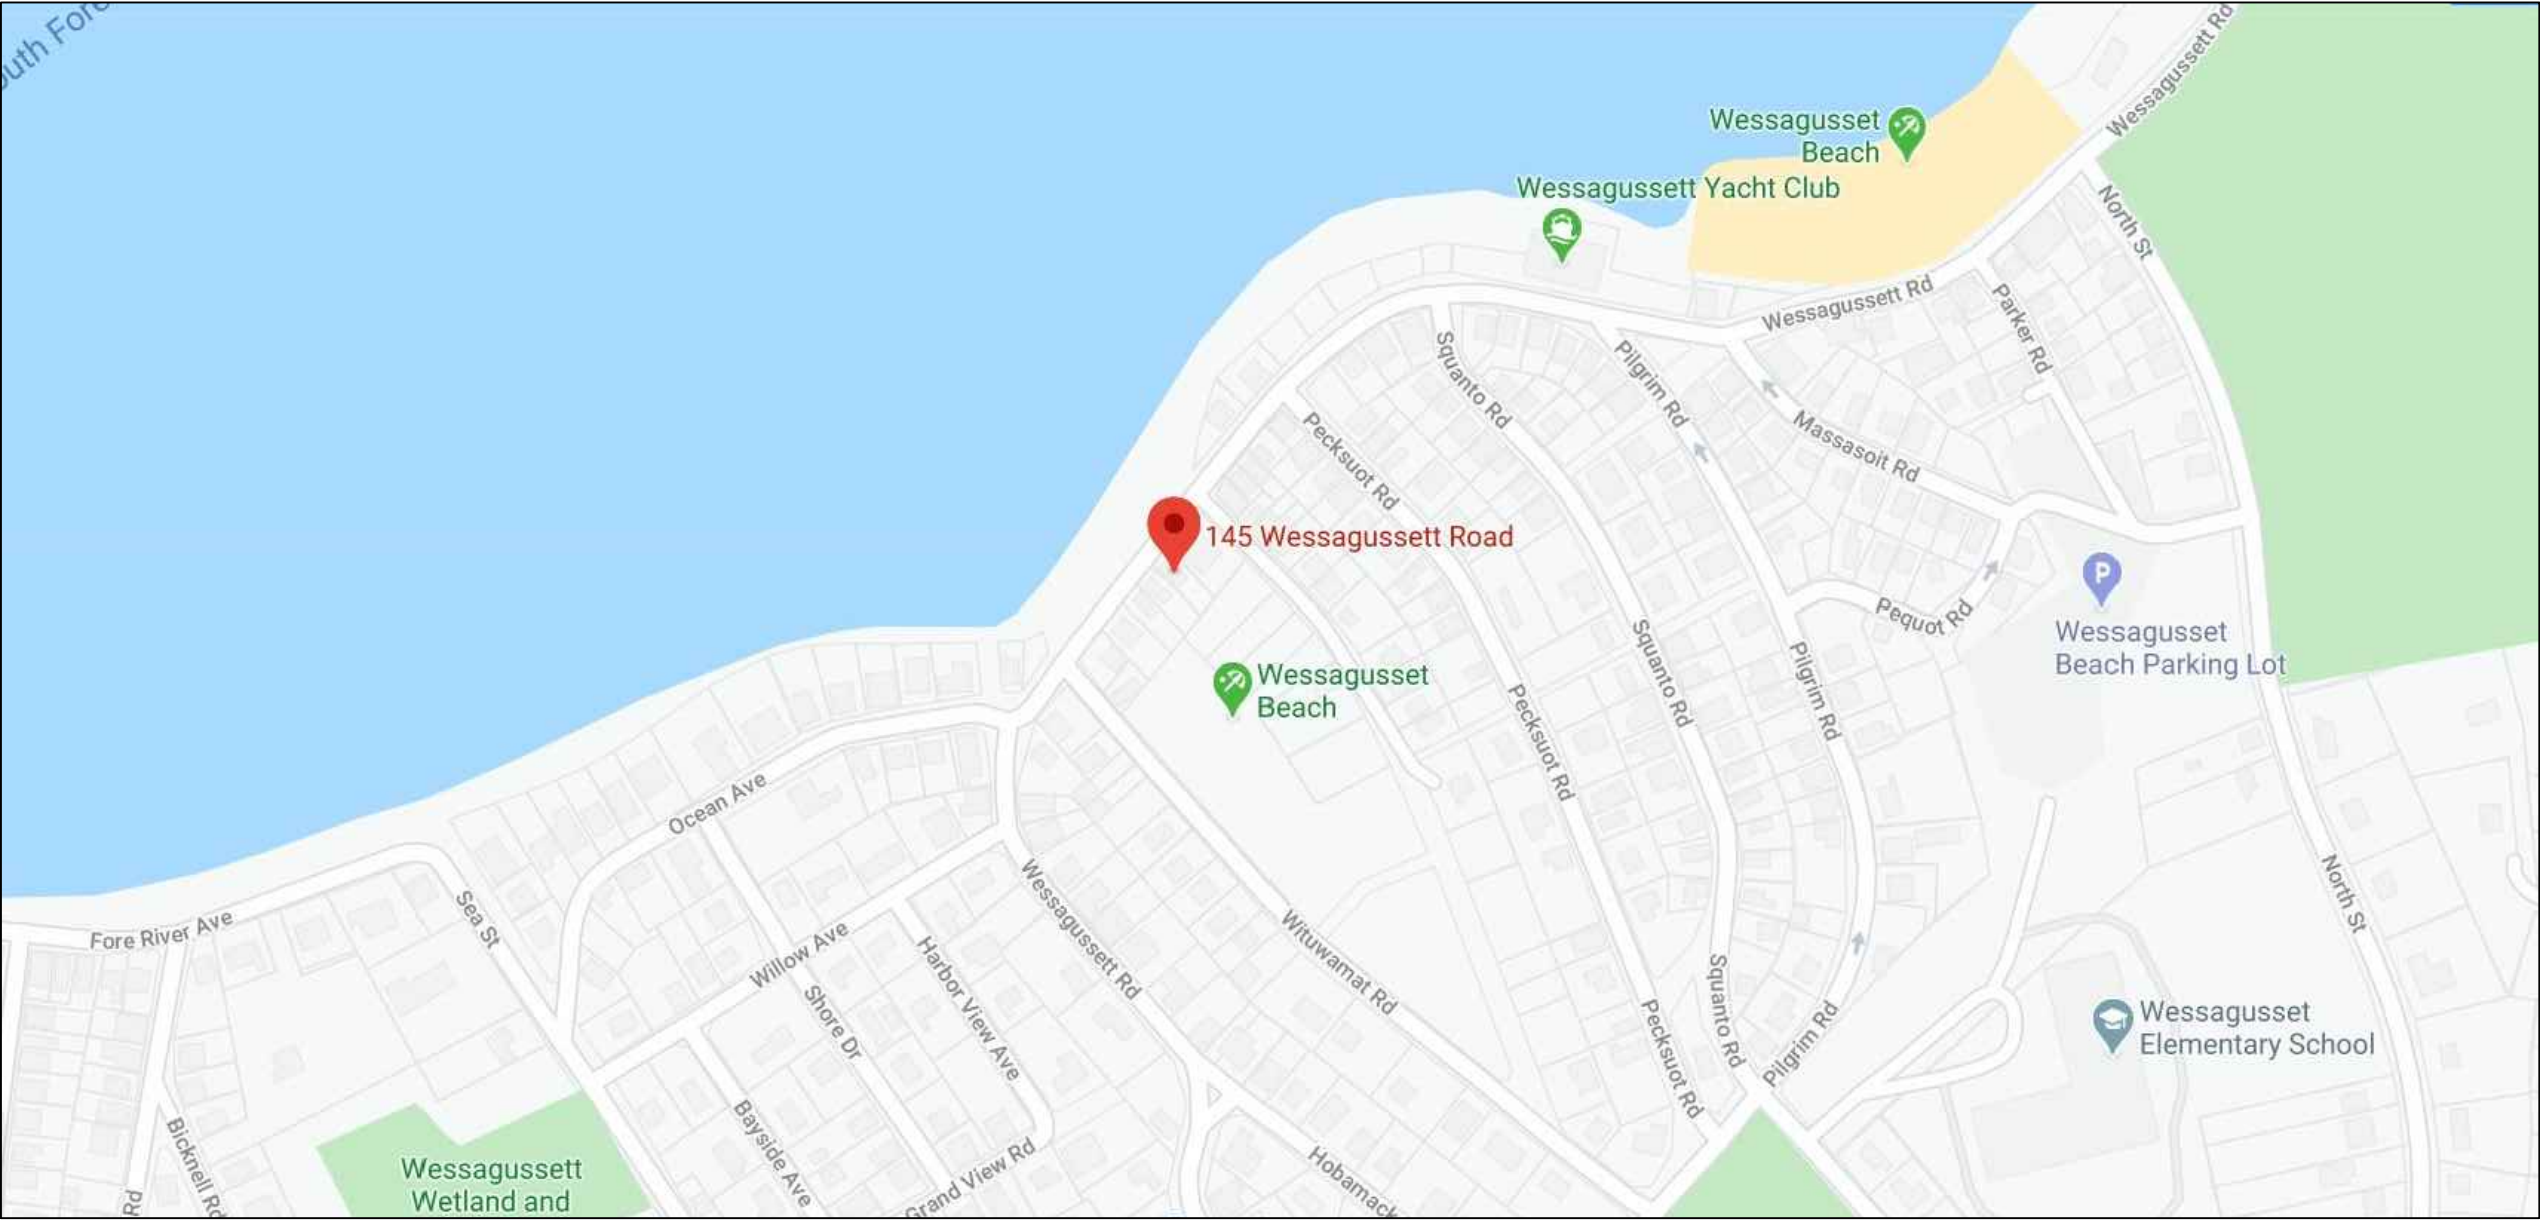 Wessagussett Rd
Wessagusset
Beach
Wessagussett Yacht Club
North St
Wessagussett Rd
Parker Rd
Squanto Rd
Pilgrim Rd
Massasoit Rd
Pecksuot Rd
145 Wessagussett Road
P
Pequot Rd
Wessagusset
Beach Parking Lot
Squanto Rd
Pilgrim Rd
Wessagusset
Beach
Pecksuot Rd
Ocean Ave
Sea St
Fore River Ave
Wessagussett Rd
Willow Ave
Harbor View Ave
Shore Dr
Wituwamat Rd
Squanto Rd
Pecksuot Rd
Pilgrim Rd
North St
Wessagusset
Elementary School
Bayside Ave
Bicknell Rd
Rd
Grand View Rd
Hobamack
Wessagussett
Wetland and